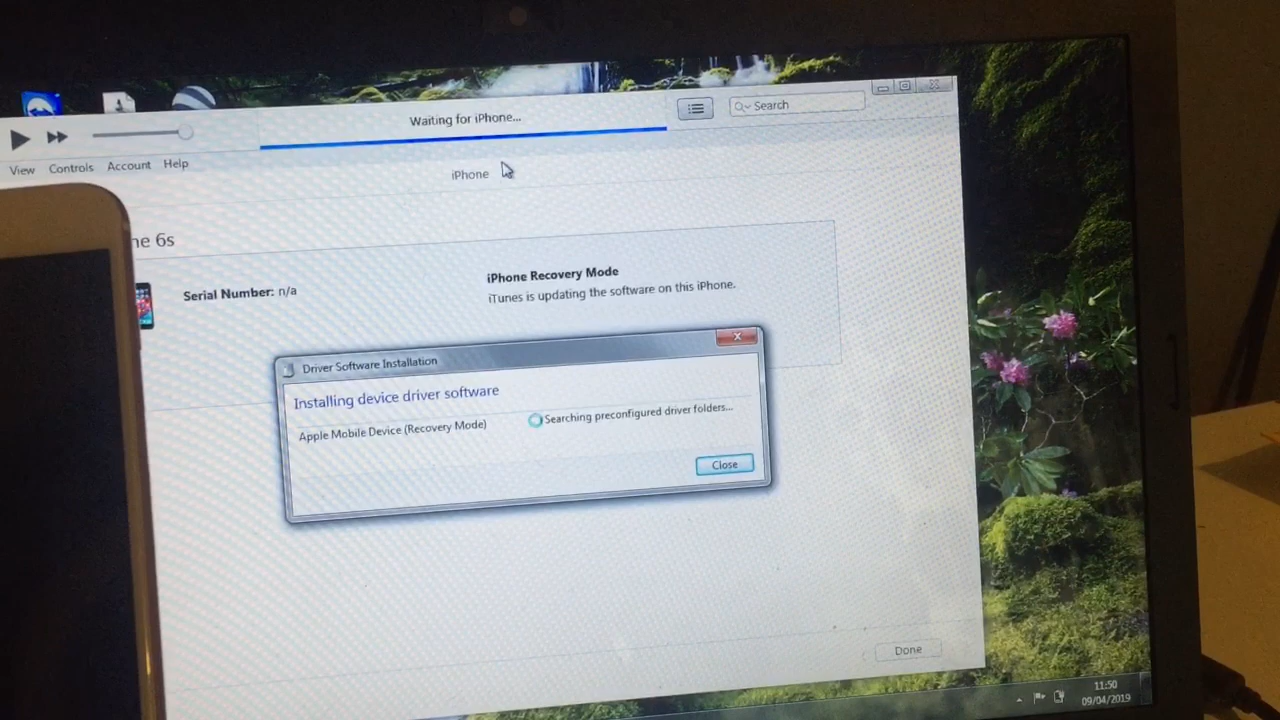 Waiting for iPhone...
Search
View Controls Account Help
iPhone
ne 6s
Serial Number: n/a
iPhone Recovery Mode
iTunes is updating the software on this iPhone.
Driver Software Installation
Installing device driver software
Apple Mobile Device (Recovery Mode)
Searching preconfigured driver folders...
Close
Done
11:50
09/04/2019